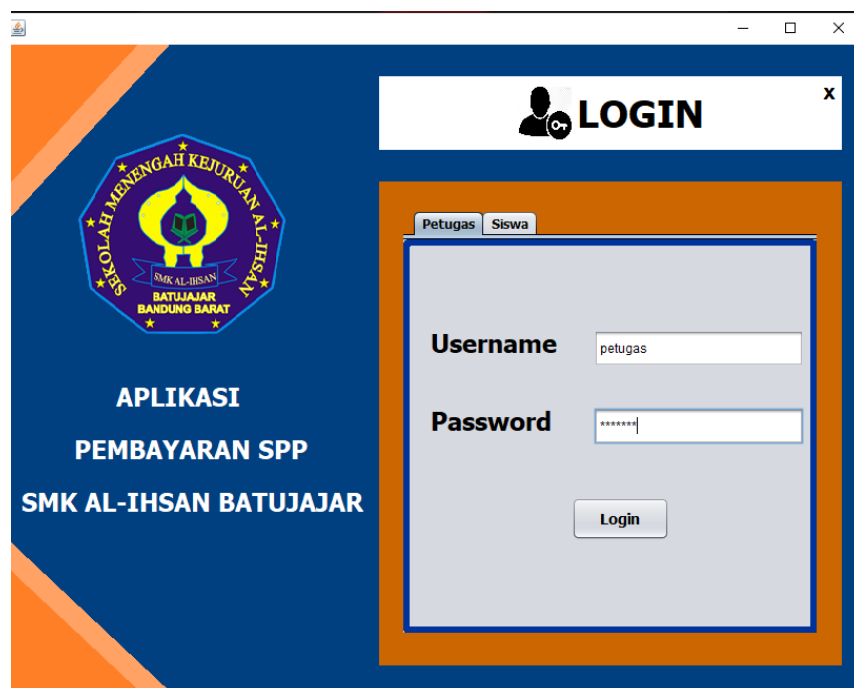 SEKOLAH MENENGAH KEJURUAN AL-IHSAN
SMK AL-IHSAN
BATUJAJAR
BANDUNG BARAT
APLIKASI
PEMBAYARAN SPP
SMK AL-IHSAN BATUJAJAR
LOGIN
X
Petugas Siswa
Username petugas
Password *******
Login